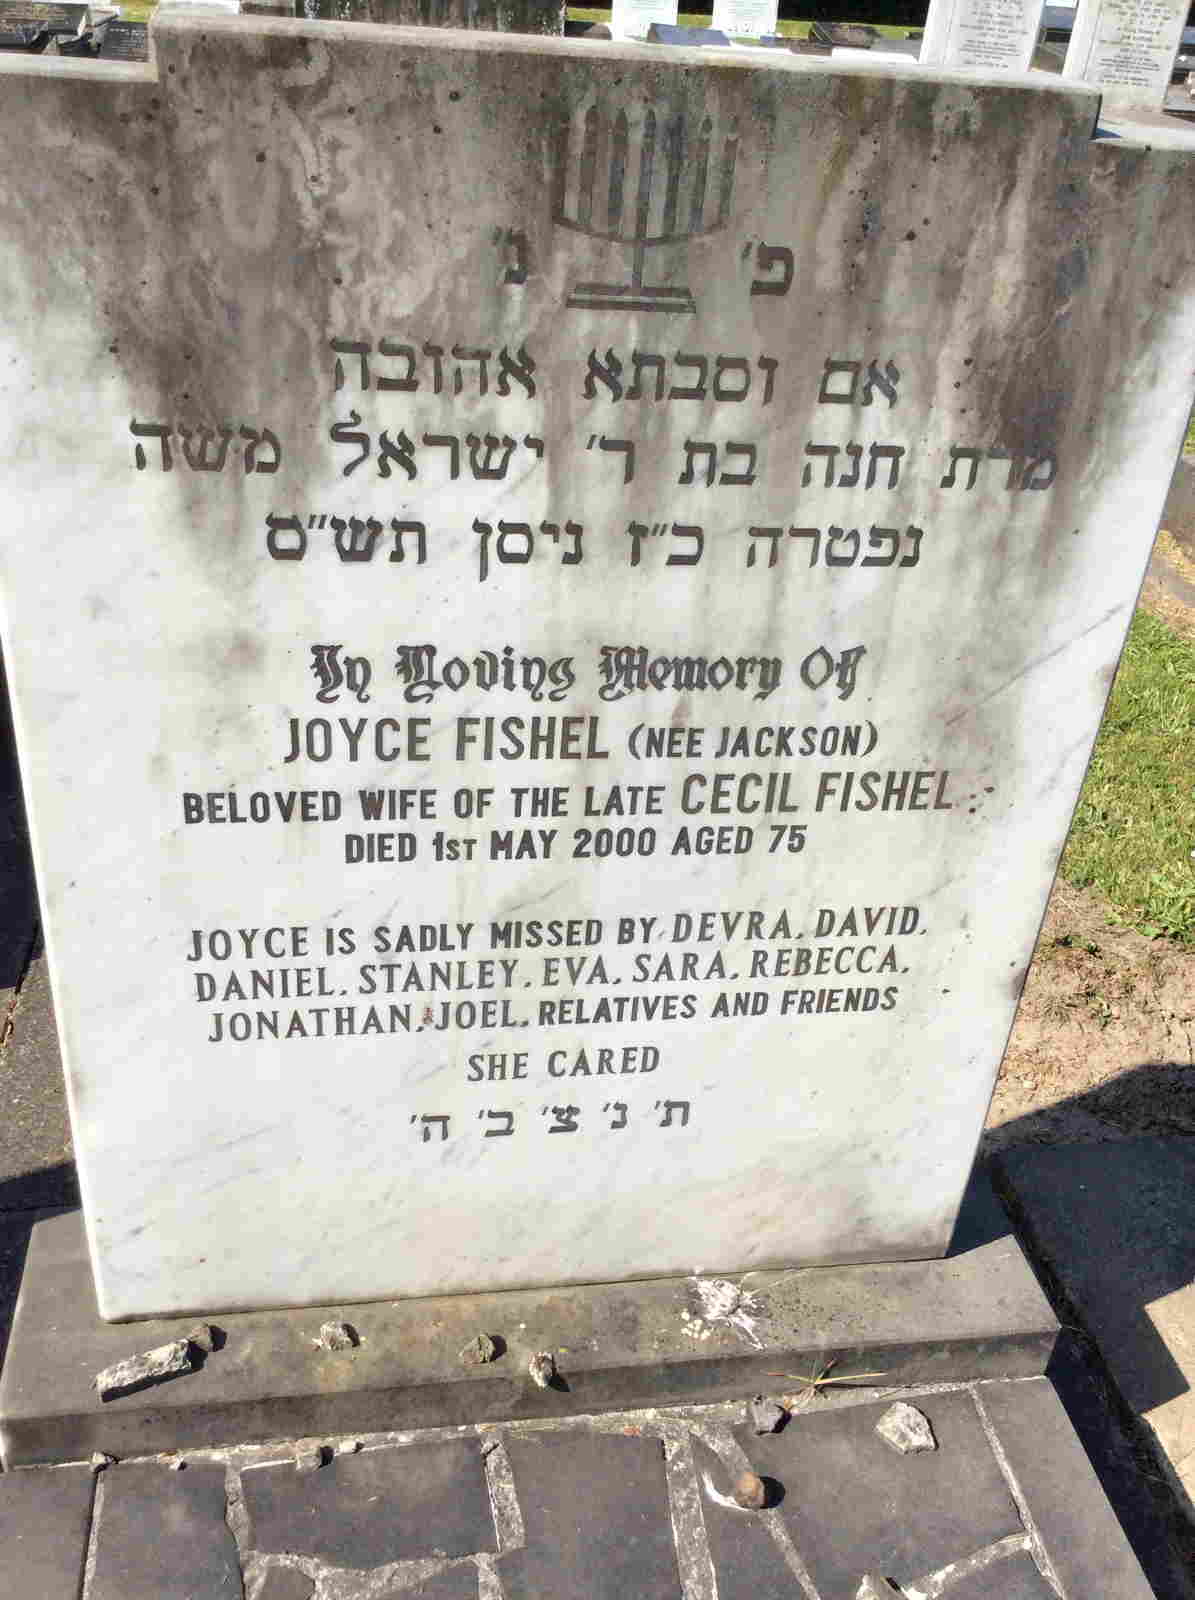 פ׳ נ׳
אם וסבתא אהובה
מרת חנה בת ר׳ ישראל משה
נפטרה כ״ז ניסן תש״ס
In Loving Memory Of
JOYCE FISHEL (NEE JACKSON)
BELOVED WIFE OF THE LATE CECIL FISHEL
DIED 1ST MAY 2000 AGED 75
JOYCE IS SADLY MISSED BY DEVRA, DAVID,
DANIEL, STANLEY, EVA, SARA, REBECCA,
JONATHAN, JOEL, RELATIVES AND FRIENDS
SHE CARED
ת׳ נ׳ צ׳ ב׳ ה׳